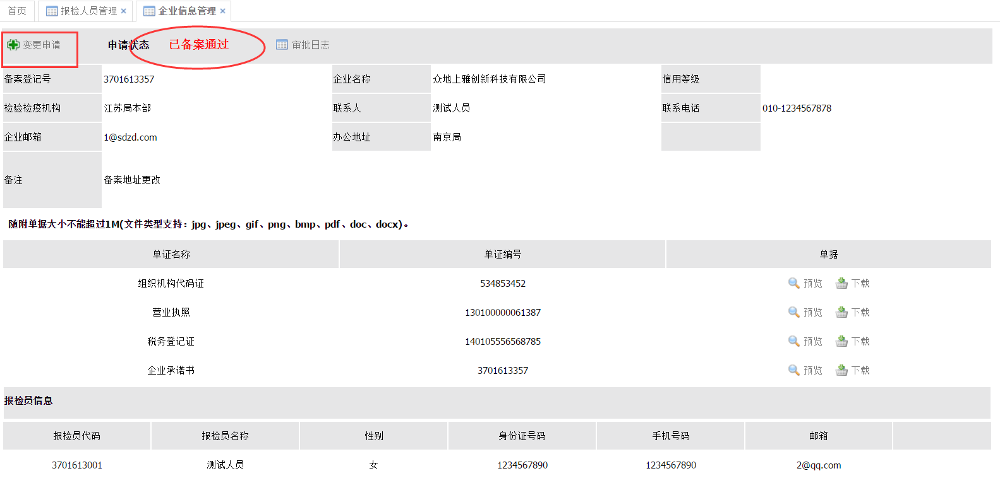 首页 报检人员管理 × 企业信息管理 ×
变更申请 申请状态 已备案通过 审批日志
备案登记号 3701613357 企业名称 众地上雅创新科技有限公司 信用等级
检验检疫机构 江苏局本部 联系人 测试人员 联系电话 010-1234567878
企业邮箱 1@sdzd.com 办公地址 南京局
备注 备案地址更改
随附单据大小不能超过1M(文件类型支持：jpg、jpeg、gif、png、bmp、pdf、doc、docx)。
单证名称 单证编号 单据
组织机构代码证 534853452 预览 下载
营业执照 130100000061387 预览 下载
税务登记证 140105556568785 预览 下载
企业承诺书 3701613357 预览 下载
报检员信息
报检员代码 报检员名称 性别 身份证号码 手机号码 邮箱
3701613001 测试人员 女 1234567890 1234567890 2@qq.com